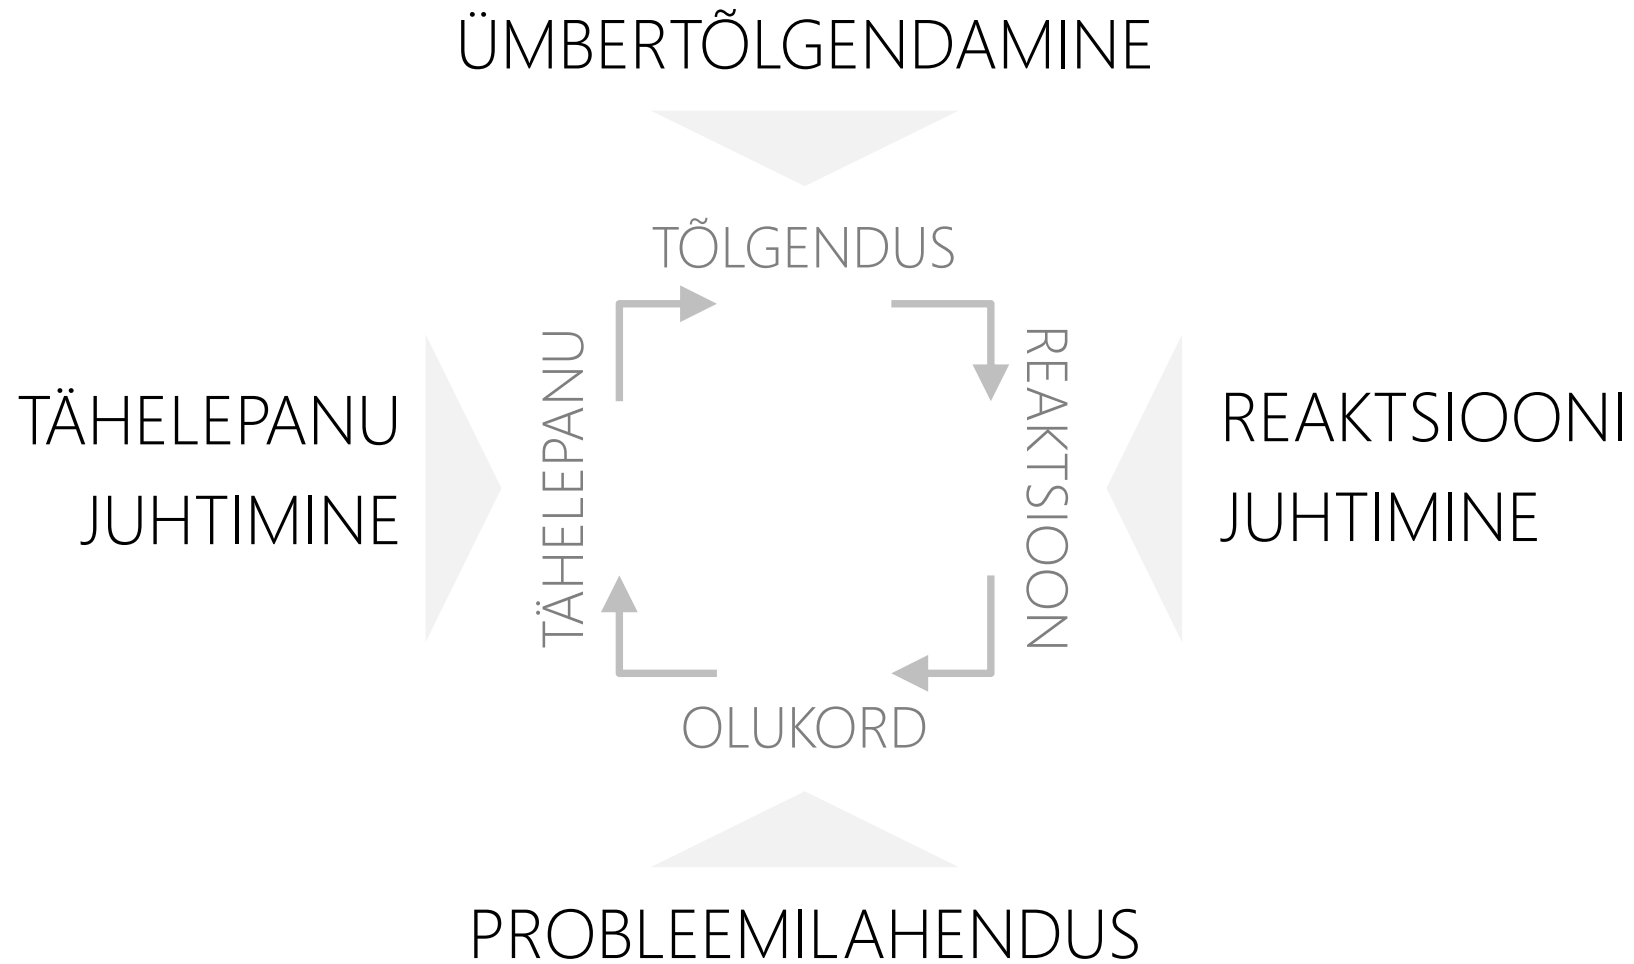 ÜMBERTÕLGENDAMINE
TÕLGENDUS
TÄHELEPANU
JUHTIMINE
TÄHELEPANU
REAKTSIOON
REAKTSIOONI
JUHTIMINE
OLUKORD
PROBLEEMILAHENDUS